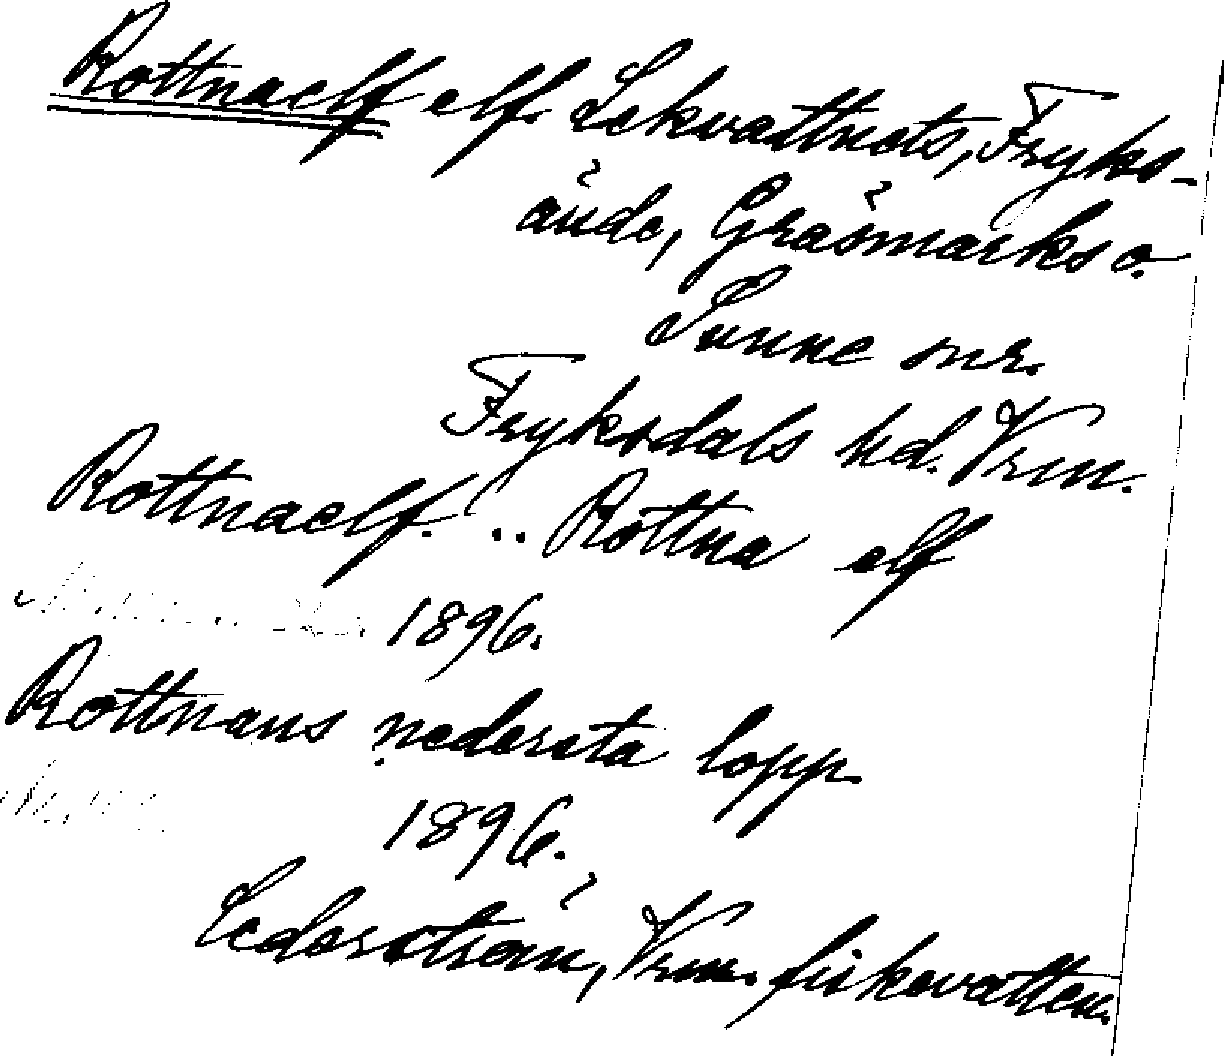 Rottnaelf elf. Lekvattnets, Fryks-
ände, Gräsmarks o.
Sunne snr.
Fryksdals hd. Vrm.
Rottnaelf. .. Rottna elf
1896.
Rottnans nedersta lopp.
1896.
Cederström, Vrm. fiskevatten.